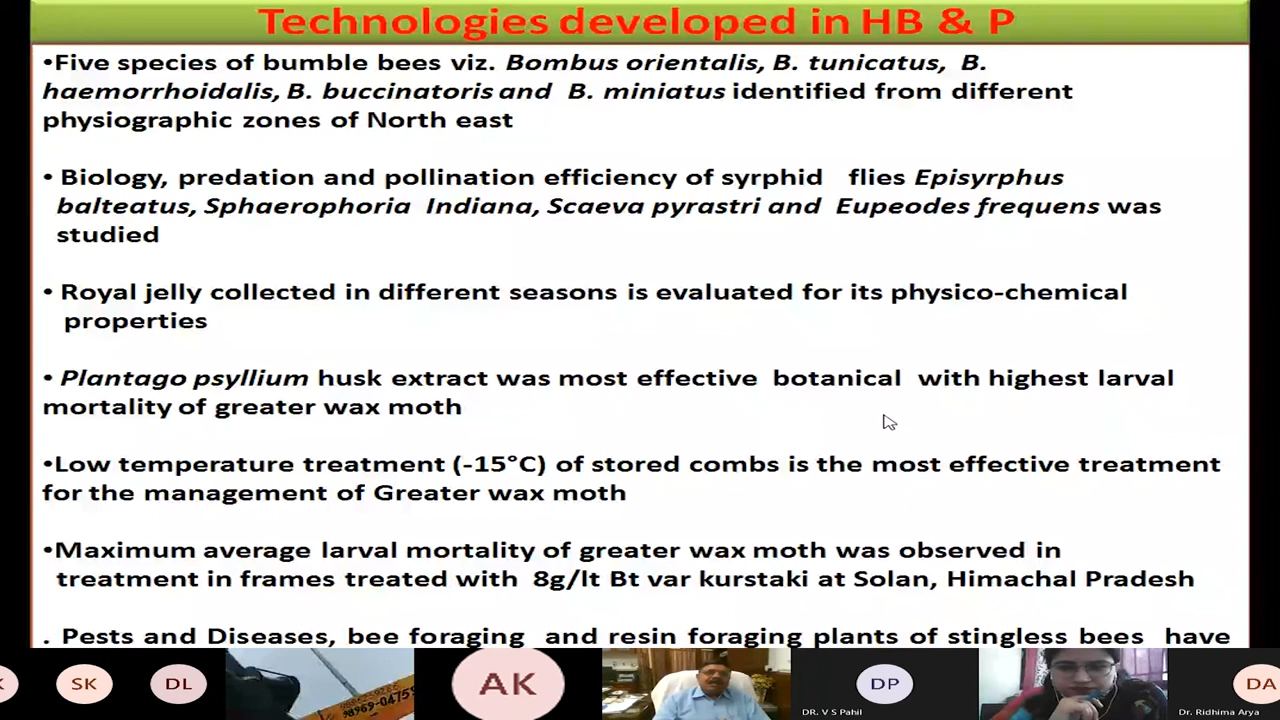 Technologies developed in HB & P
•Five species of bumble bees viz. Bombus orientalis, B. tunicatus, B.
haemorrhoidalis, B. buccinatoris and B. miniatus identified from different
physiographic zones of North east
• Biology, predation and pollination efficiency of syrphid flies Episyrphus
balteatus, Sphaerophoria Indiana, Scaeva pyrastri and Eupeodes frequens was
studied
• Royal jelly collected in different seasons is evaluated for its physico-chemical
properties
• Plantago psyllium husk extract was most effective botanical with highest larval
mortality of greater wax moth
•Low temperature treatment (-15°C) of stored combs is the most effective treatment
for the management of Greater wax moth
•Maximum average larval mortality of greater wax moth was observed in
treatment in frames treated with 8g/lt Bt var kurstaki at Solan, Himachal Pradesh
. Pests and Diseases, bee foraging and resin foraging plants of stingless bees have
SK
DL
AK
DP
DA
DR. V S Pahil
Dr. Ridhima Arya